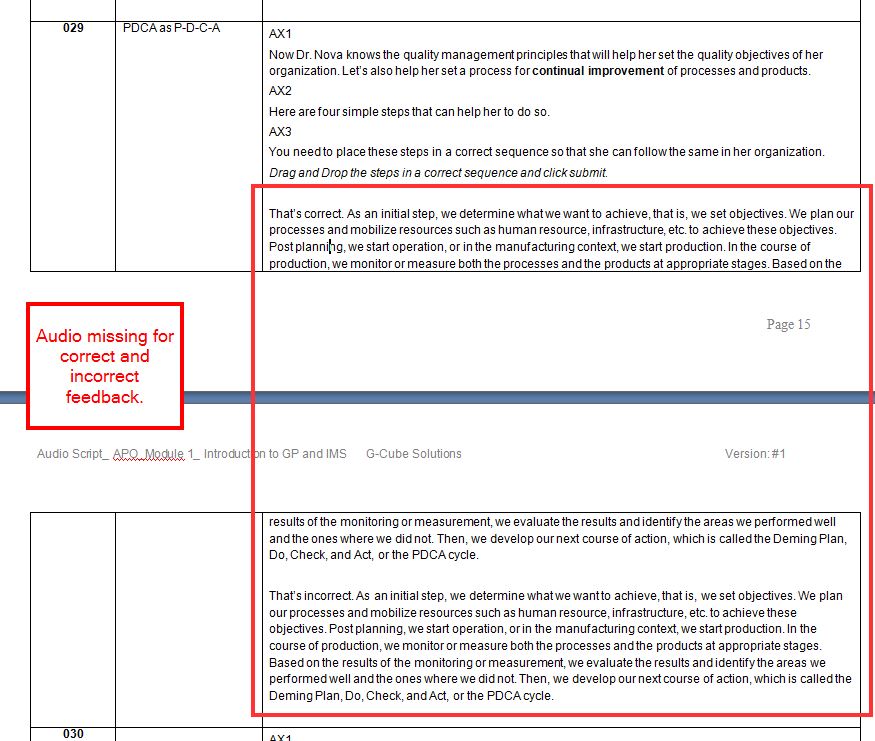 029
PDCA as P-D-C-A
AX1
Now Dr. Nova knows the quality management principles that will help her set the quality objectives of her
organization. Let's also help her set a process for continual improvement of processes and products.
AX2
Here are four simple steps that can help her to do so.
AX3
You need to place these steps in a correct sequence so that she can follow the same in her organization.
Drag and Drop the steps in a correct sequence and click submit.
That's correct. As an initial step, we determine what we want to achieve, that is, we set objectives. We plan our
processes and mobilize resources such as human resource, infrastructure, etc. to achieve these objectives.
Post planning, we start operation, or in the manufacturing context, we start production. In the course of
production, we monitor or measure both the processes and the products at appropriate stages. Based on the
Page 15
Audio missing for
correct and
incorrect
feedback.
Audio Script_ APO_Module 1_ Introduction to GP and IMS G-Cube Solutions Version: #1
results of the monitoring or measurement, we evaluate the results and identify the areas we performed well
and the ones where we did not. Then, we develop our next course of action, which is called the Deming Plan,
Do, Check, and Act, or the PDCA cycle.
That's incorrect. As an initial step, we determine what we want to achieve, that is, we set objectives. We plan
our processes and mobilize resources such as human resource, infrastructure, etc. to achieve these
objectives. Post planning, we start operation, or in the manufacturing context, we start production. In the
course of production, we monitor or measure both the processes and the products at appropriate stages.
Based on the results of the monitoring or measurement, we evaluate the results and identify the areas we
performed well and the ones where we did not. Then, we develop our next course of action, which is called the
Deming Plan, Do, Check, and Act, or the PDCA cycle.
030
AX1